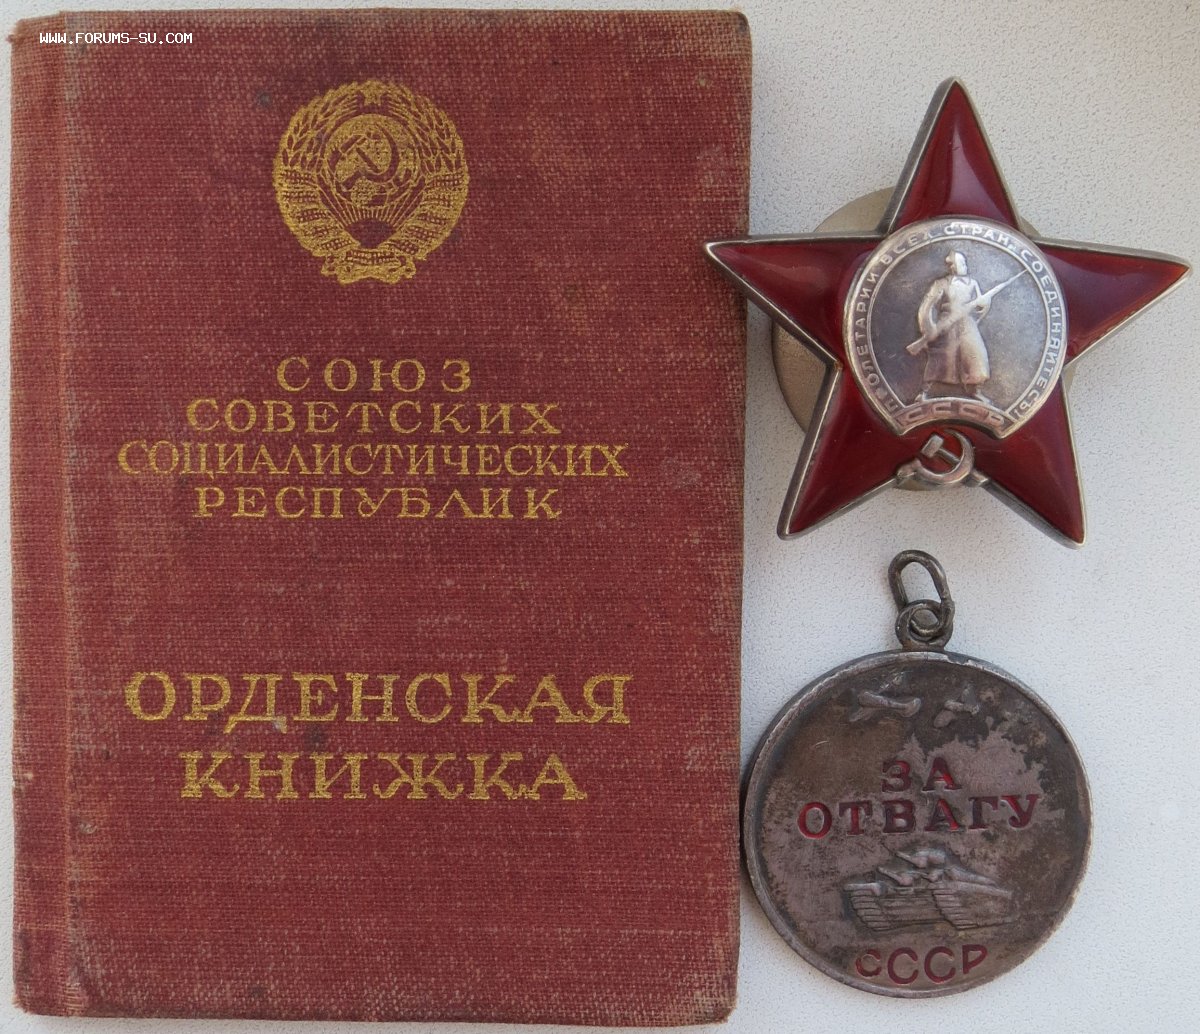 WWW.FORUMS-SU.COM
СОЮЗ
СОВЕТСКИХ
СОЦИАЛИСТИЧЕСКИХ
РЕСПУБЛИК
ОРДЕНСКАЯ
КНИЖКА
ПРОЛЕТАРИИ ВСЕХ СТРАН, СОЕДИНЯЙТЕСЬ!
СССР
ЗА
ОТВАГУ
СССР